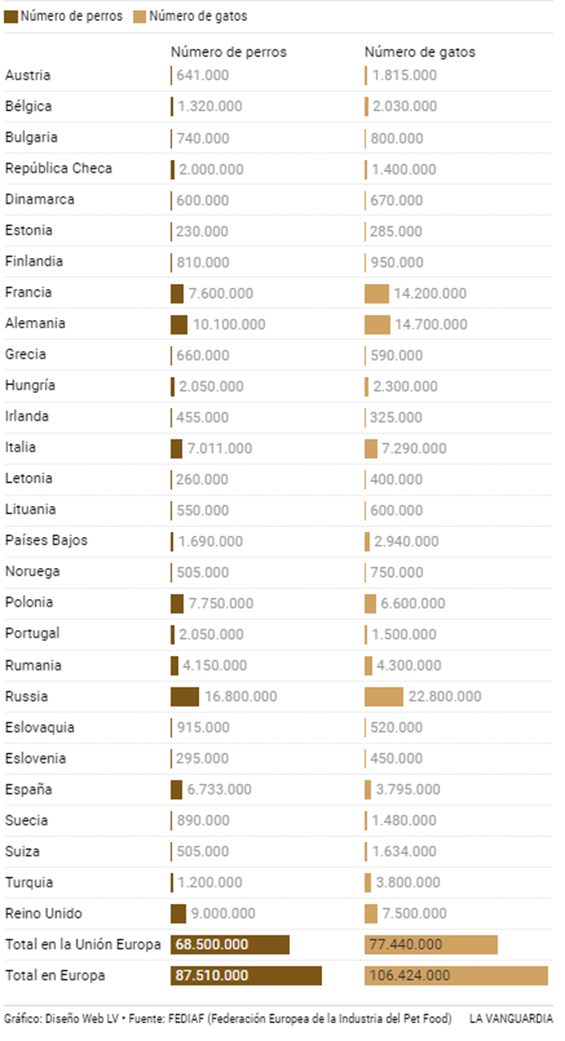 Número de perros Número de gatos
Número de perros Número de gatos
Austria 641.000 1.815.000
Bélgica 1.320.000 2.030.000
Bulgaria 740.000 800.000
República Checa 2.000.000 1.400.000
Dinamarca 600.000 670.000
Estonia 230.000 285.000
Finlandia 810.000 950.000
Francia 7.600.000 14.200.000
Alemania 10.100.000 14.700.000
Grecia 660.000 590.000
Hungría 2.050.000 2.300.000
Irlanda 455.000 325.000
Italia 7.011.000 7.290.000
Letonia 260.000 400.000
Lituania 550.000 600.000
Países Bajos 1.690.000 2.940.000
Noruega 505.000 750.000
Polonia 7.750.000 6.600.000
Portugal 2.050.000 1.500.000
Rumania 4.150.000 4.300.000
Russia 16.800.000 22.800.000
Eslovaquia 915.000 520.000
Eslovenia 295.000 450.000
España 6.733.000 3.795.000
Suecia 890.000 1.480.000
Suiza 505.000 1.634.000
Turquia 1.200.000 3.800.000
Reino Unido 9.000.000 7.500.000
Total en la Unión Europa 68.500.000 77.440.000
Total en Europa 87.510.000 106.424.000
Gráfico: Diseño Web LV • Fuente: FEDIAF (Federación Europea de la Industria del Pet Food) LA VANGUARDIA